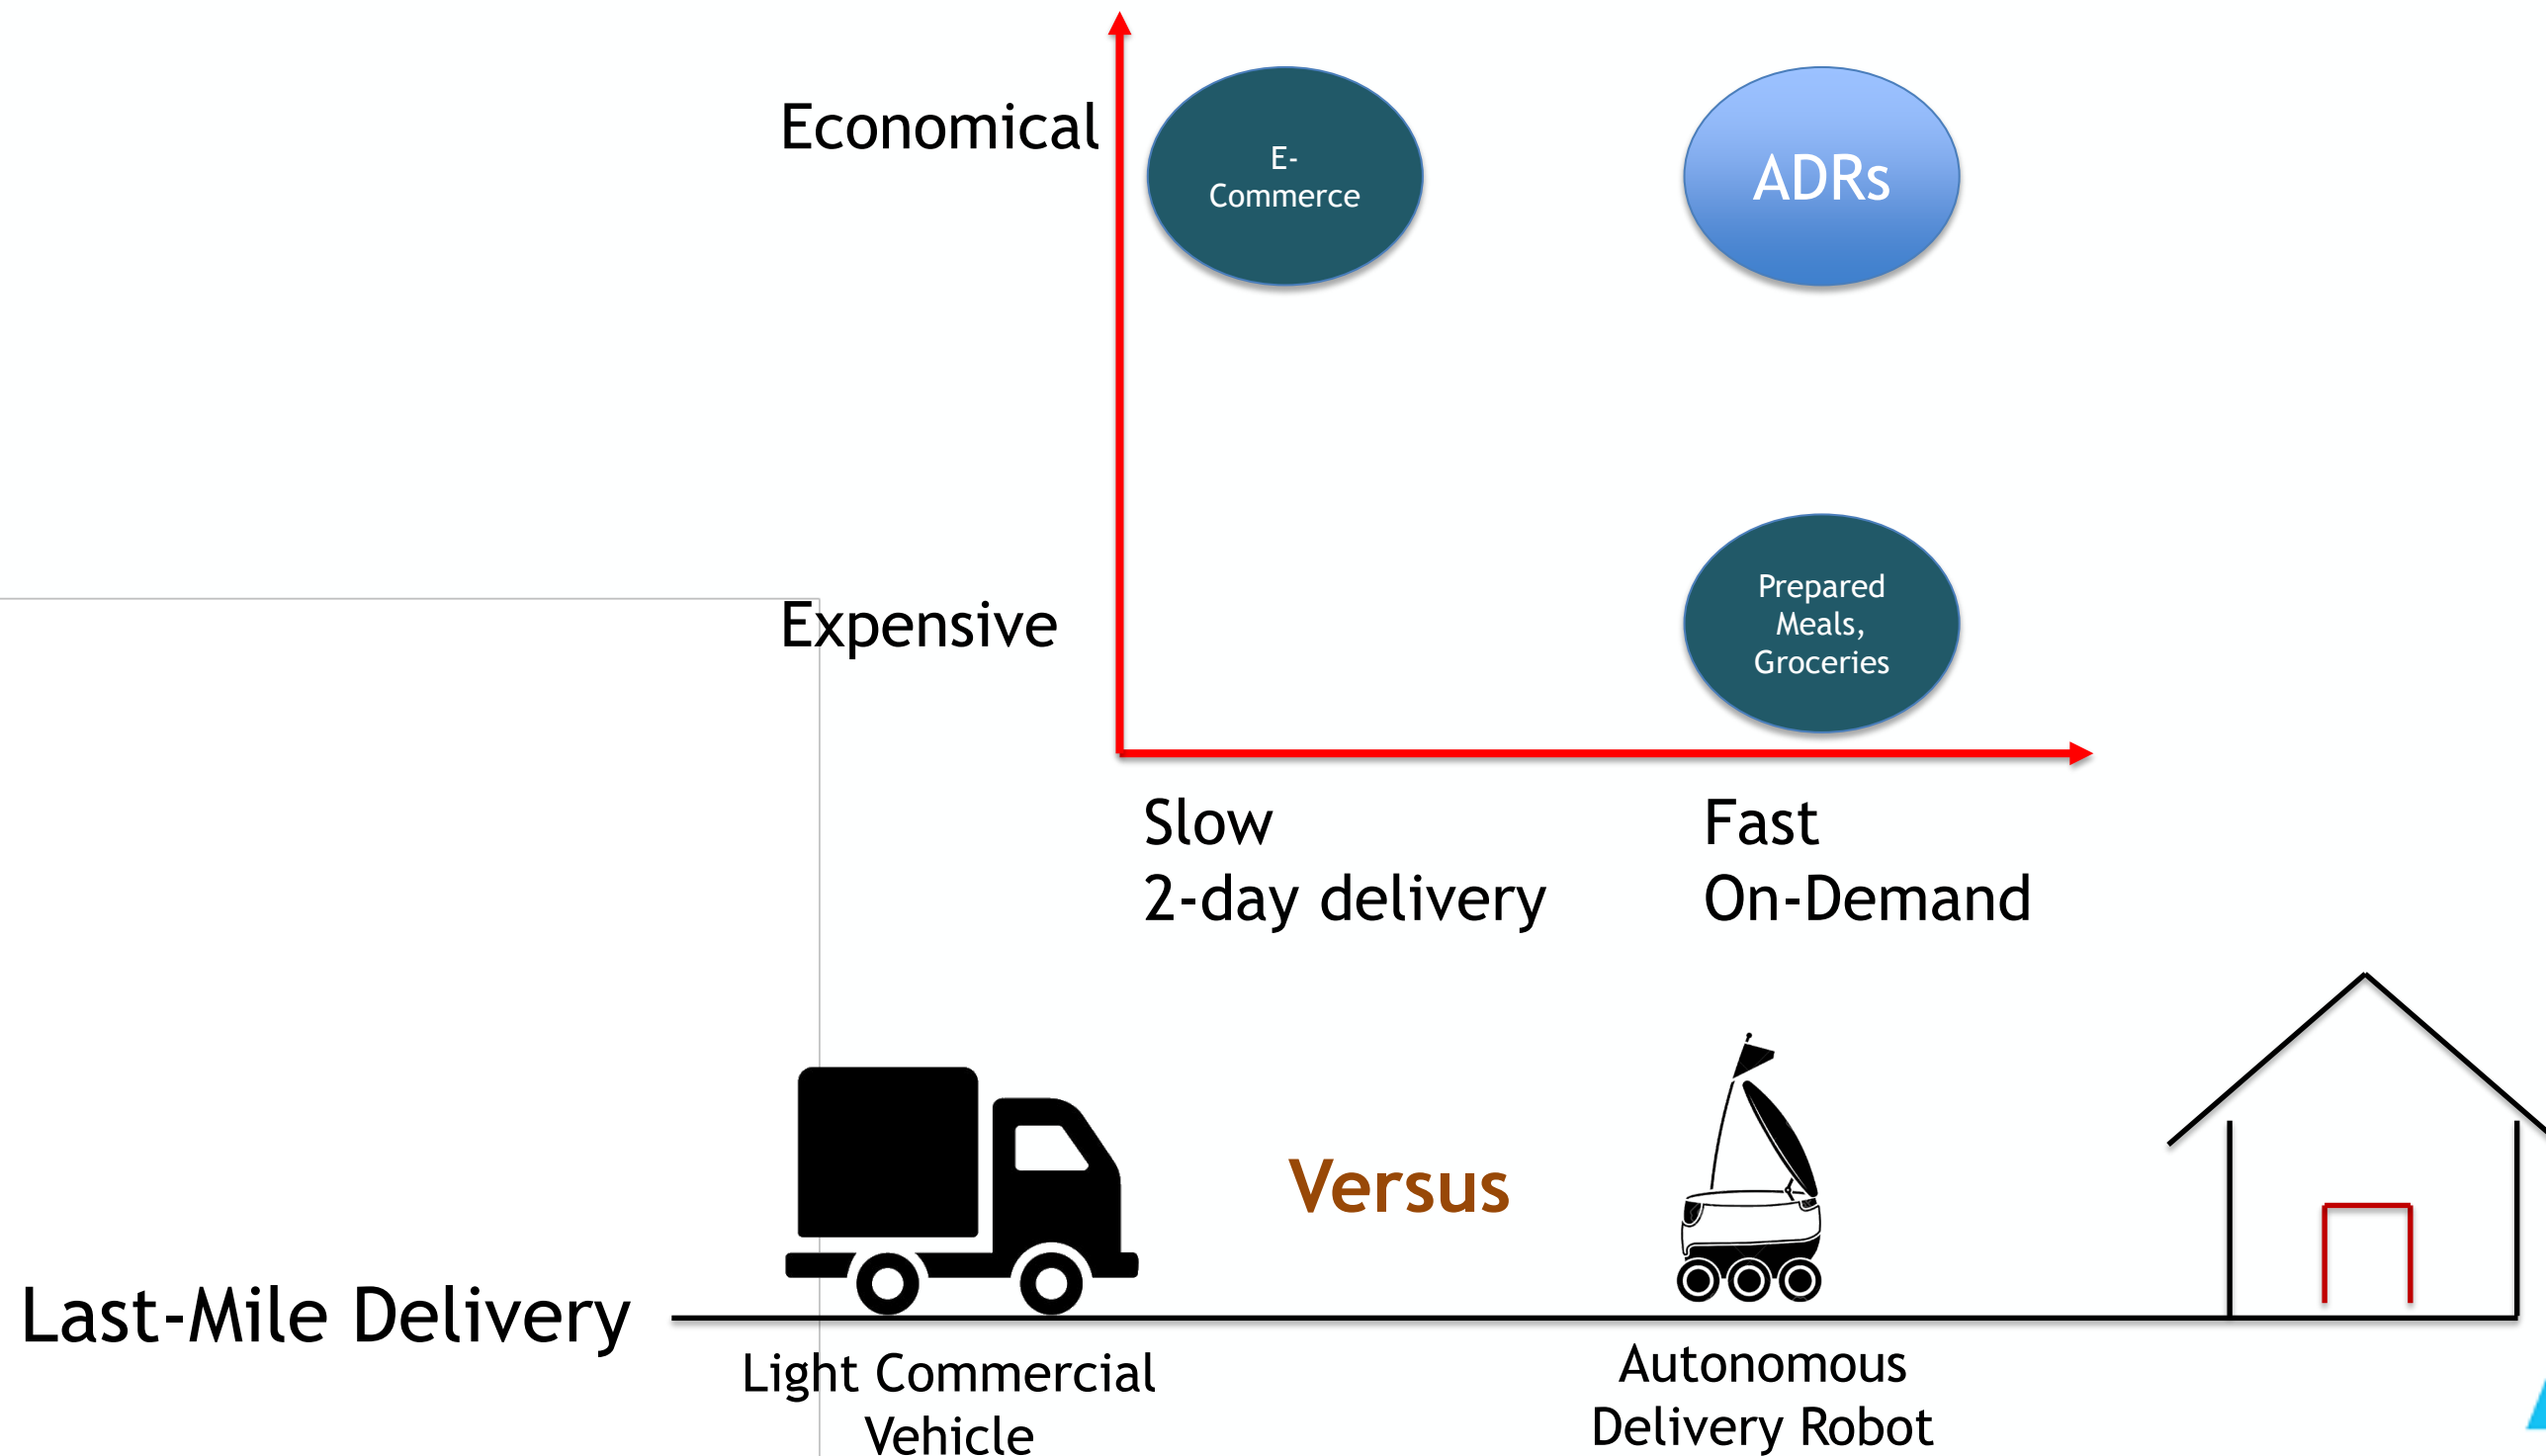 Economical
E-
Commerce
ADRs
Expensive
Prepared
Meals,
Groceries
Slow
2-day delivery
Fast
On-Demand
Versus
Last-Mile Delivery
Light Commercial
Vehicle
Autonomous
Delivery Robot